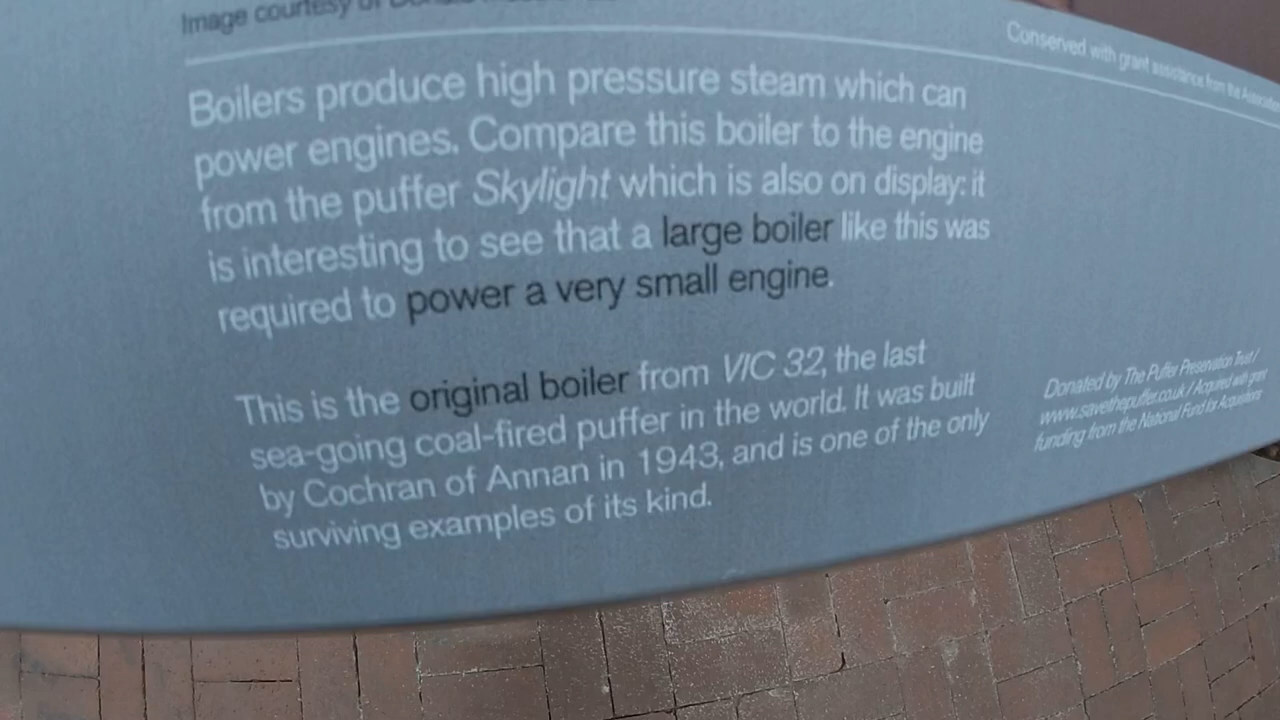 Image courtesy of
Boilers produce high pressure steam which can
power engines. Compare this boiler to the engine
from the puffer Skylight which is also on display: it
is interesting to see that a large boiler like this was
required to power a very small engine.
This is the original boiler from VIC 32, the last
sea-going coal-fired puffer in the world. It was built
by Cochran of Annan in 1943, and is one of the only
surviving examples of its kind.
Conserved with grant assistance from the
Donated by The Puffer Preservation Trust /
www.savethepuffer.co.uk / Acquired with grant
funding from the National Fund for Acquisitions